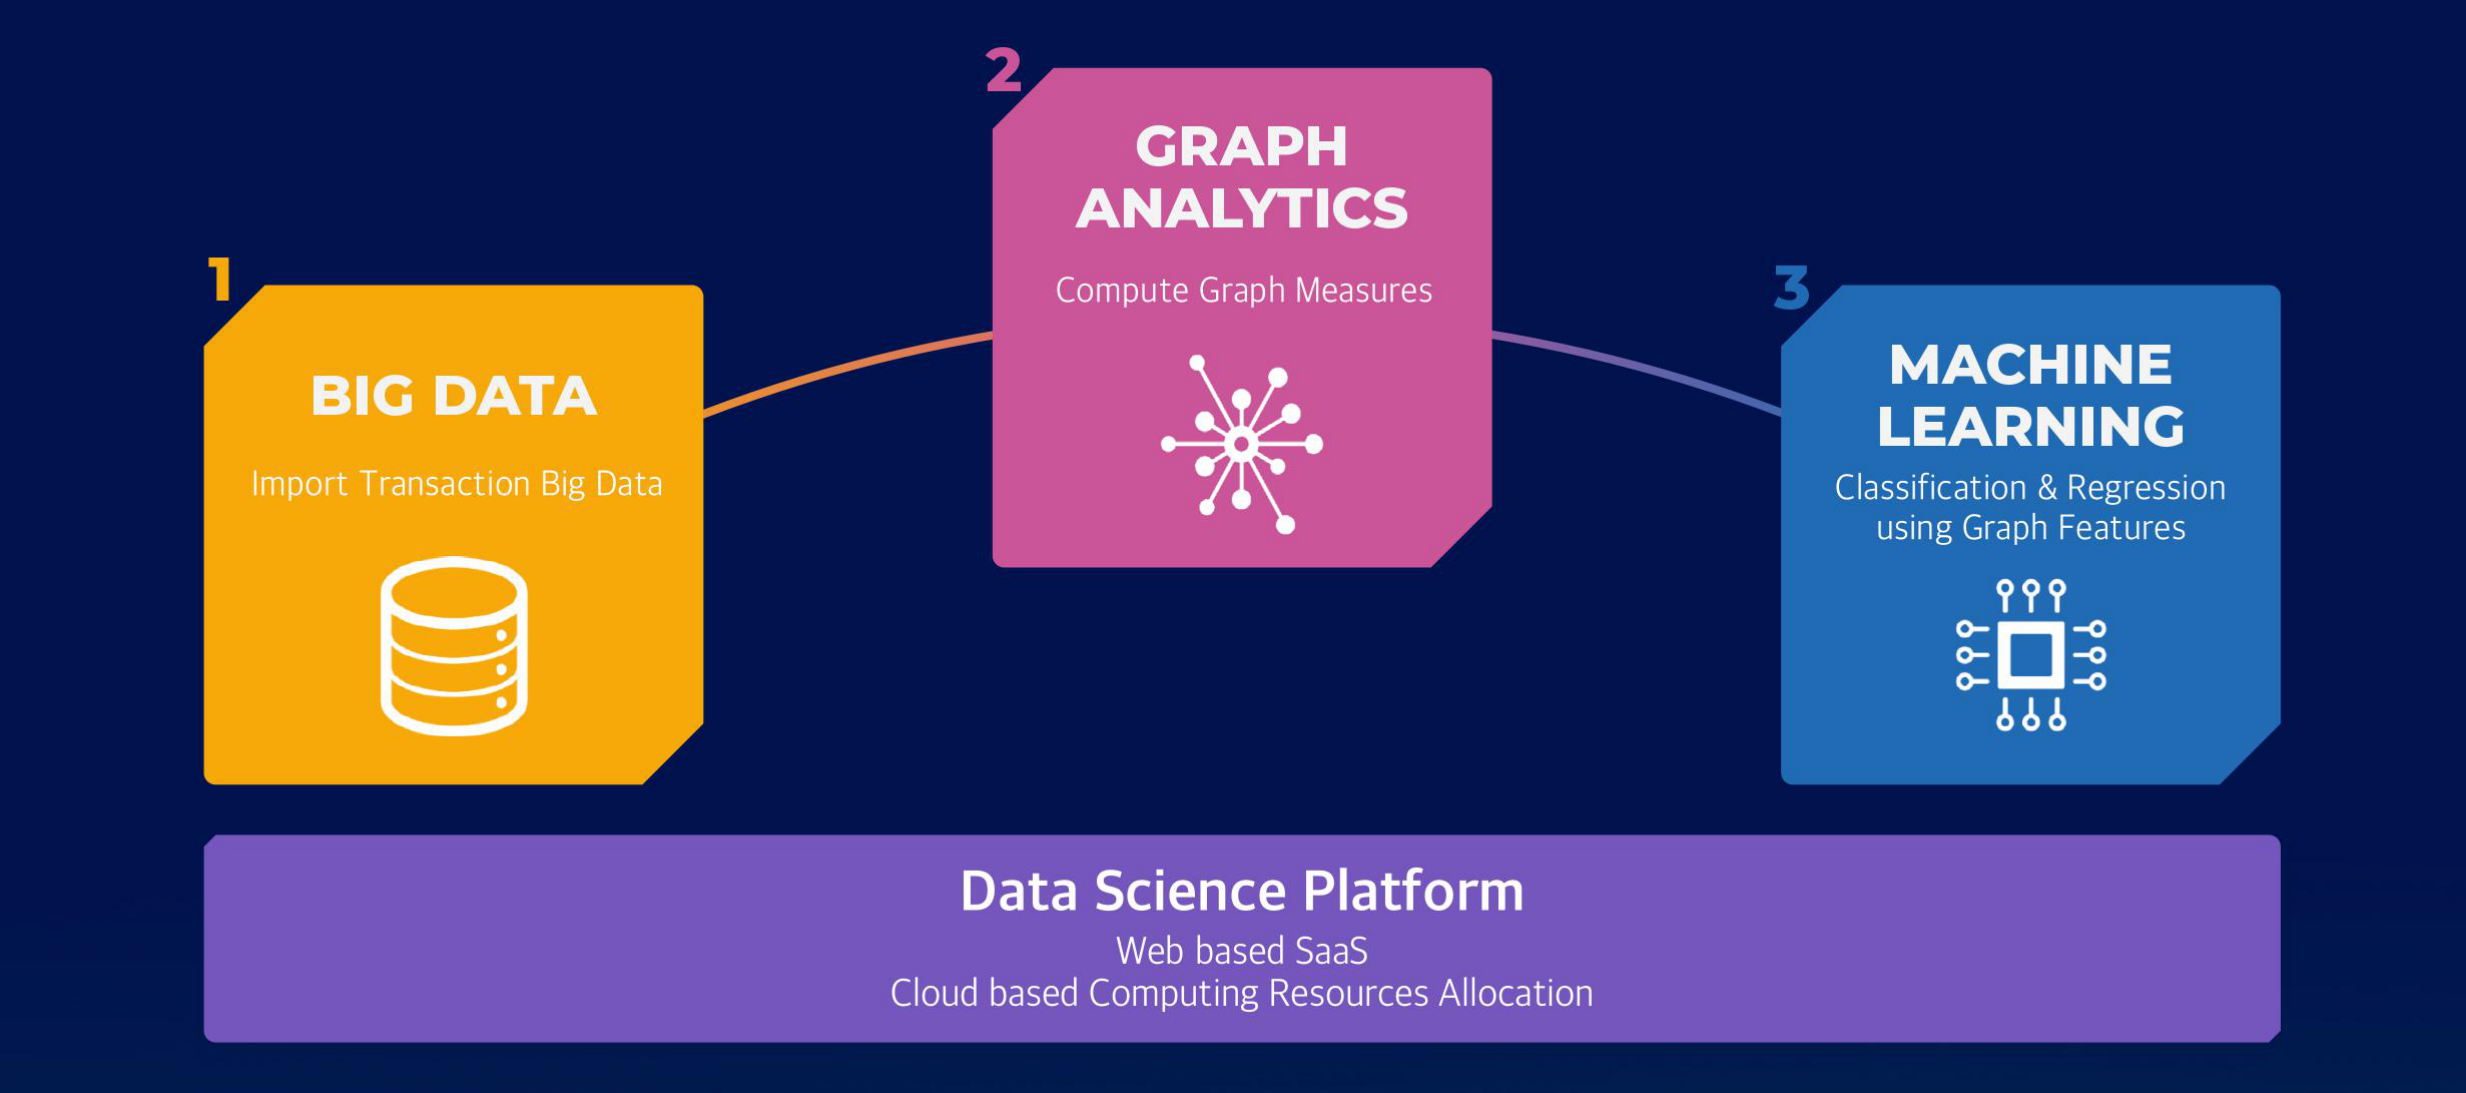 1
BIG DATA
Import Transaction Big Data
2
GRAPH
ANALYTICS
Compute Graph Measures
3
MACHINE
LEARNING
Classification & Regression
using Graph Features
Data Science Platform
Web based SaaS
Cloud based Computing Resources Allocation